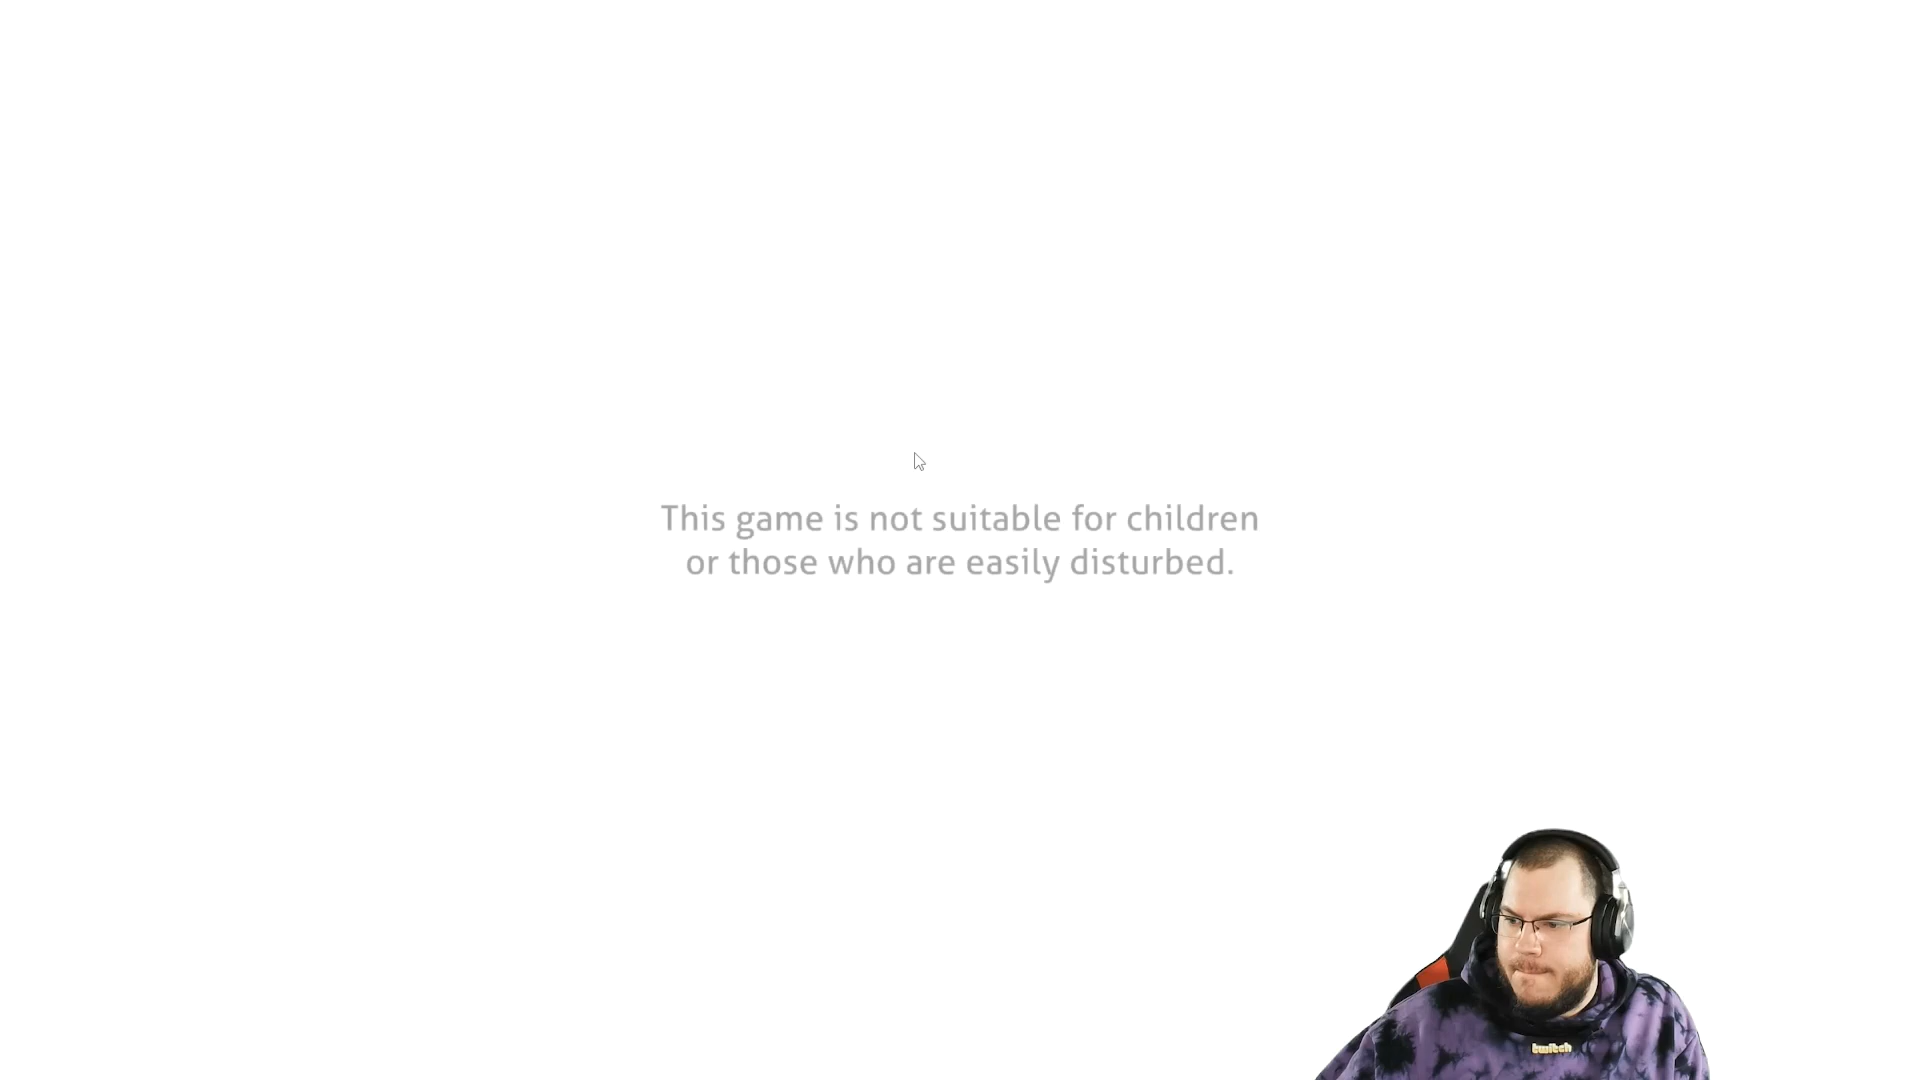 This game is not suitable for children
or those who are easily disturbed.
twitch